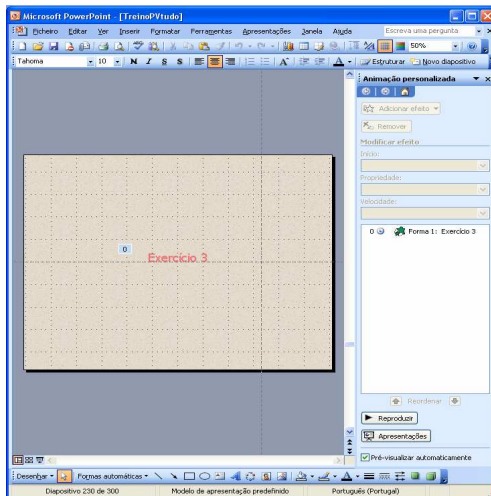 Microsoft PowerPoint - [TreinoPVtudo]
Ficheiro Editar Ver Inserir Formatar Ferramentas Apresentações Janela Ajuda Escreva uma pergunta
50%
Tahoma 10 N I S S A A Estruturar Novo dispositivo
Animação personalizada
Adicionar efeito
Remover
Modificar efeito
Início:
Propriedade:
Velocidade:
0 Forma 1: Exercício 3
0
Exercício 3
Reordenar
Reproduzir
Apresentações
Pré-visualizar automaticamente
Desenhar Formas automáticas A
Diapositivo 230 de 300 Modelo de apresentação predefinido Português (Portugal)